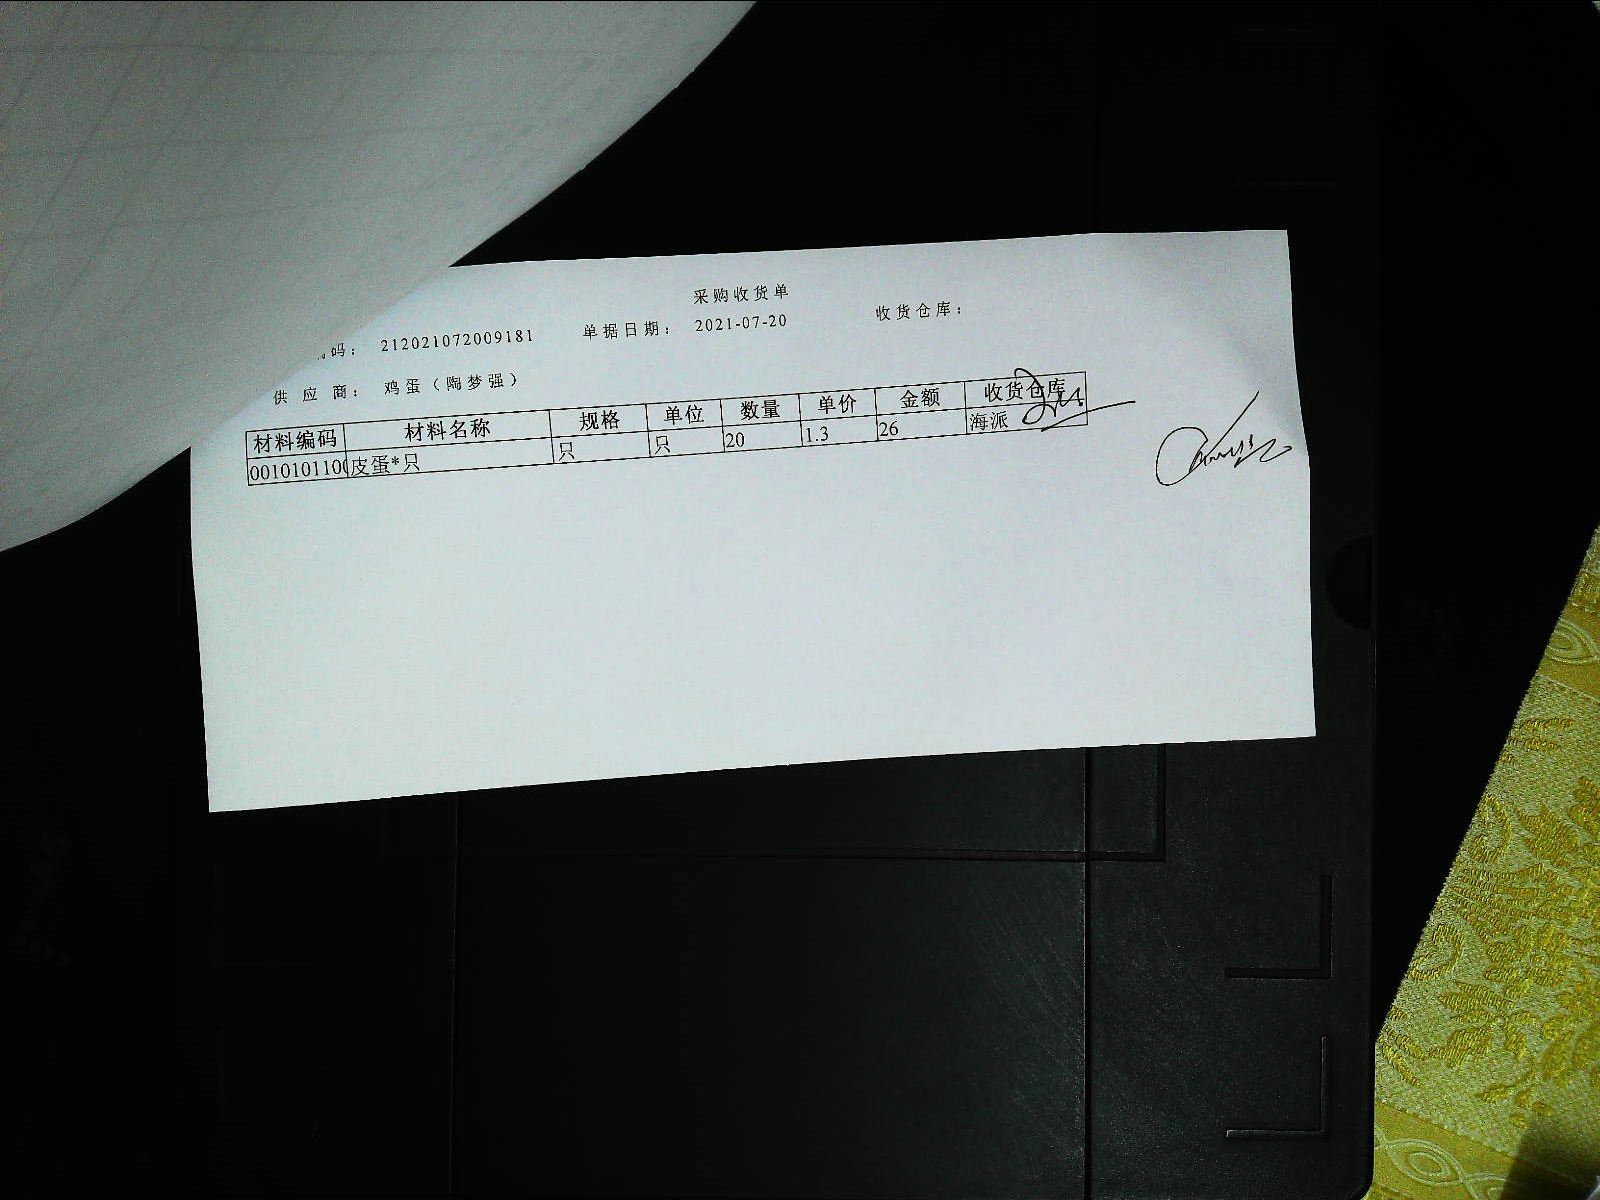 采购收货单
码： 212021072009181 单据日期： 2021-07-20 收货仓库：
供应商： 鸡蛋（陶梦强）
材料编码 材料名称 规格 单位 数量 单价 金额 收货仓库
0010101100 皮蛋*只 只 只 20 1.3 26 海派